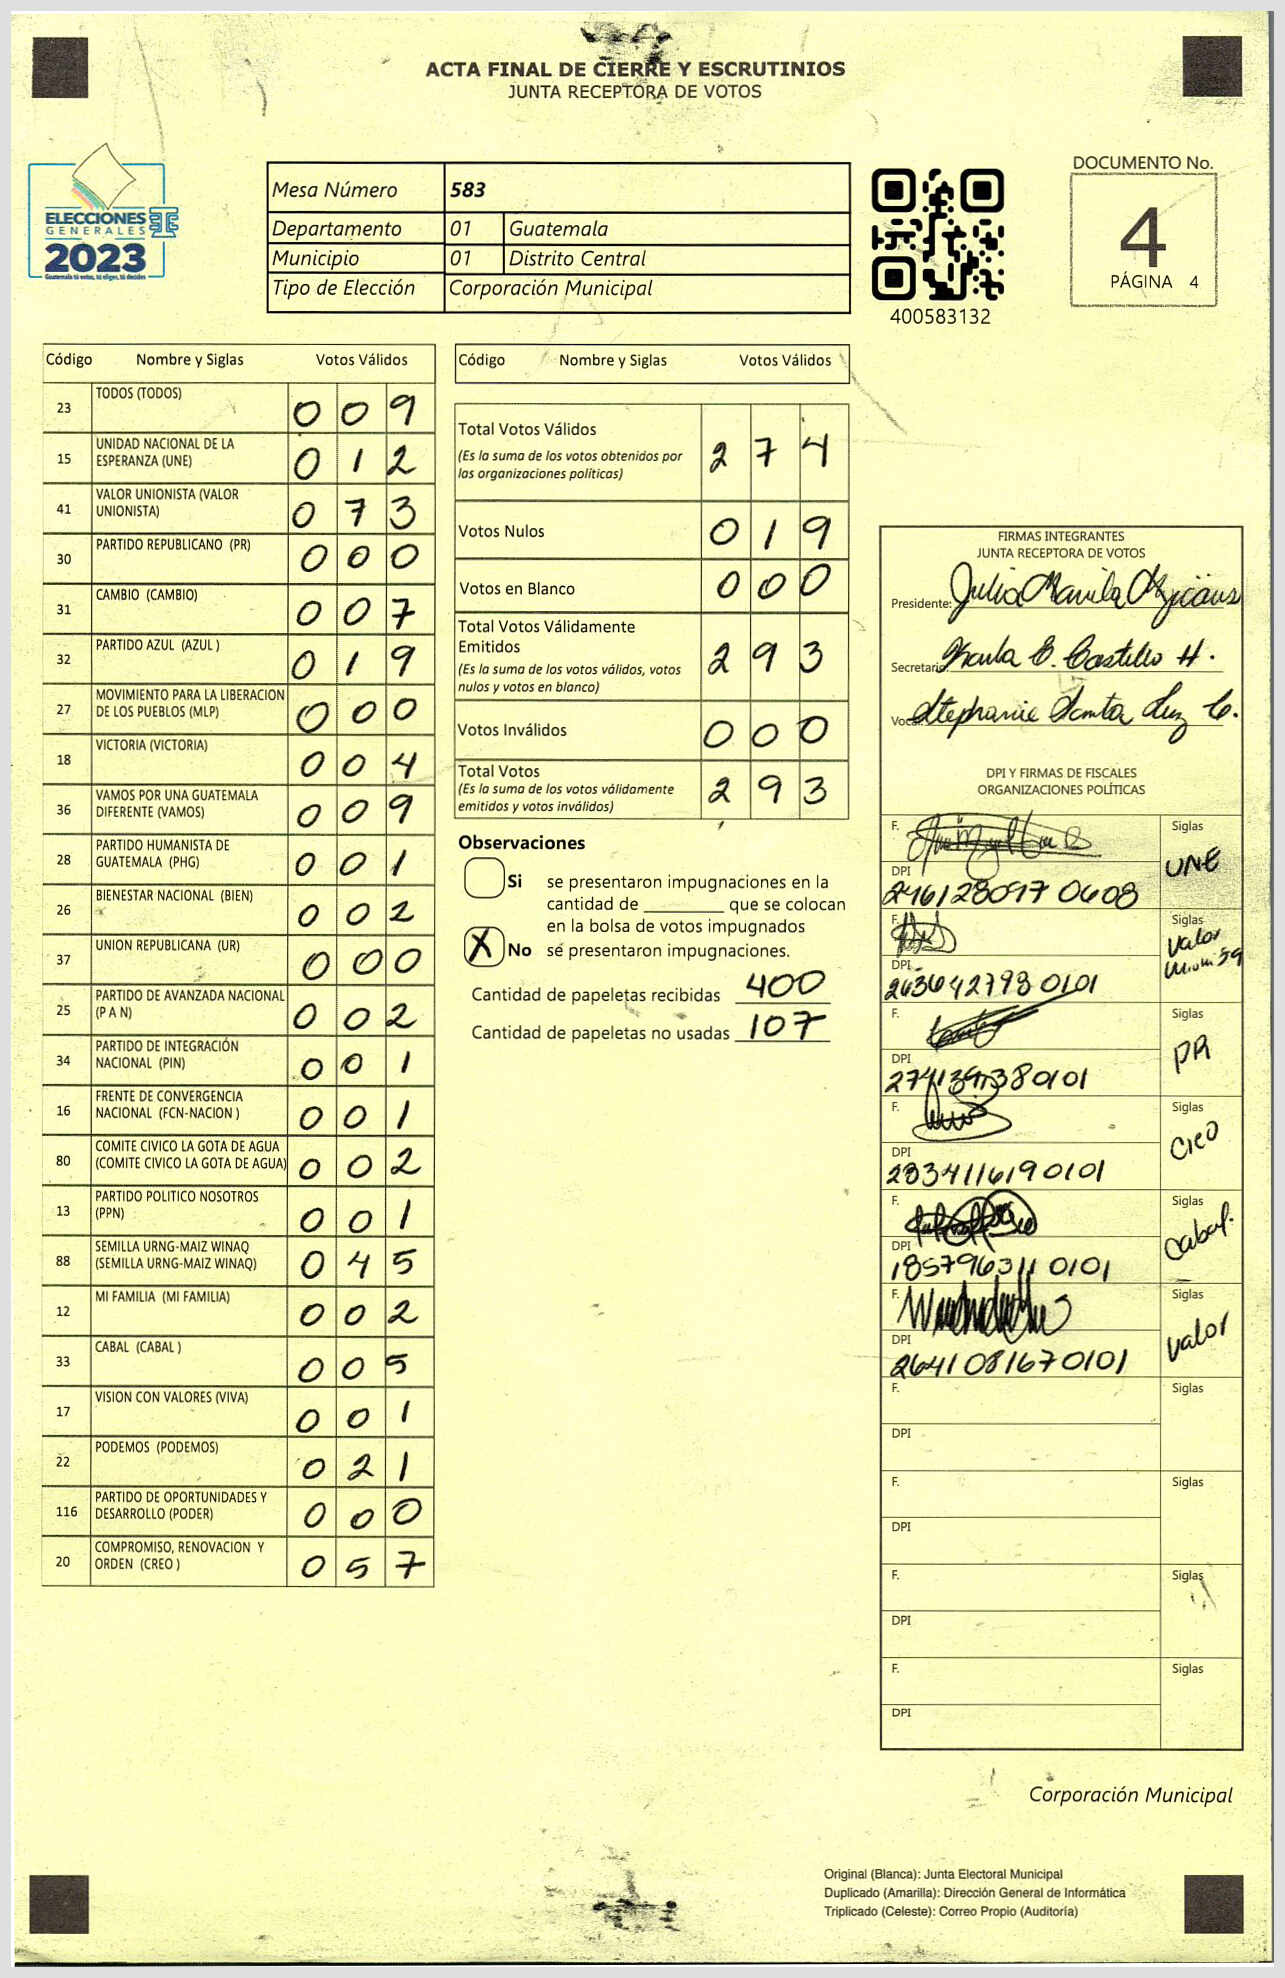 ACTA FINAL DE CIERRE Y ESCRUTINIOS
JUNTA RECEPTORA DE VOTOS
ELECCIONES
GENERALES
2023
Guatemala tú votas, tú eliges, tú decides
Mesa Número 583
Departamento 01 Guatemala
Municipio 01 Distrito Central
Tipo de Elección Corporación Municipal
400583132
DOCUMENTO No.
4
PÁGINA 4
Código Nombre y Siglas Votos Válidos
23 TODOS (TODOS) 0 0 9
15 UNIDAD NACIONAL DE LA ESPERANZA (UNE) 0 1 2
41 VALOR UNIONISTA (VALOR UNIONISTA) 0 7 3
30 PARTIDO REPUBLICANO (PR) 0 0 0
31 CAMBIO (CAMBIO) 0 0 7
32 PARTIDO AZUL (AZUL ) 0 1 9
27 MOVIMIENTO PARA LA LIBERACION DE LOS PUEBLOS (MLP) 0 0 0
18 VICTORIA (VICTORIA) 0 0 4
36 VAMOS POR UNA GUATEMALA DIFERENTE (VAMOS) 0 0 9
28 PARTIDO HUMANISTA DE GUATEMALA (PHG) 0 0 1
26 BIENESTAR NACIONAL (BIEN) 0 0 2
37 UNION REPUBLICANA (UR) 0 0 0
25 PARTIDO DE AVANZADA NACIONAL (P A N) 0 0 2
34 PARTIDO DE INTEGRACIÓN NACIONAL (PIN) 0 0 1
16 FRENTE DE CONVERGENCIA NACIONAL (FCN-NACION ) 0 0 1
80 COMITE CIVICO LA GOTA DE AGUA (COMITE CIVICO LA GOTA DE AGUA) 0 0 2
13 PARTIDO POLITICO NOSOTROS (PPN) 0 0 1
88 SEMILLA URNG-MAIZ WINAQ (SEMILLA URNG-MAIZ WINAQ) 0 4 5
12 MI FAMILIA (MI FAMILIA) 0 0 2
33 CABAL (CABAL ) 0 0 5
17 VISION CON VALORES (VIVA) 0 0 1
22 PODEMOS (PODEMOS) 0 2 1
116 PARTIDO DE OPORTUNIDADES Y DESARROLLO (PODER) 0 0 0
20 COMPROMISO, RENOVACION Y ORDEN (CREO ) 0 5 7
Código Nombre y Siglas Votos Válidos
Total Votos Válidos 2 7 4
(Es la suma de los votos obtenidos por
las organizaciones políticas)
Votos Nulos 0 1 9
Votos en Blanco 0 0 0
Total Votos Válidamente
Emitidos 2 9 3
(Es la suma de los votos válidos, votos
nulos y votos en blanco)
Votos Inválidos 0 0 0
Total Votos 2 9 3
(Es la suma de los votos válidamente
emitidos y votos inválidos)
Observaciones
Si se presentaron impugnaciones en la
cantidad de ________ que se colocan
en la bolsa de votos impugnados
X No se presentaron impugnaciones.
Cantidad de papeletas recibidas 400
Cantidad de papeletas no usadas 107
FIRMAS INTEGRANTES
JUNTA RECEPTORA DE VOTOS
Presidente: Julia
Secretario: Castillo H.
Vocal: Stephanie Santa Luz C.
DPI Y FIRMAS DE FISCALES
ORGANIZACIONES POLÍTICAS
F. Siglas UNE
DPI 246128097 0608
F. Siglas Valor
DPI 263642793 0101
F. Siglas PR
DPI
F. Siglas Creo
DPI 233411619 0101
F. Siglas Cabal
DPI 185796311 0101
F. Siglas Valor
DPI 264108167 0101
F. Siglas
DPI
F. Siglas
DPI
F. Siglas
DPI
F. Siglas
DPI
Corporación Municipal
Original (Blanca): Junta Electoral Municipal
Duplicado (Amarilla): Dirección General de Informática
Triplicado (Celeste): Correo Propio (Auditoría)